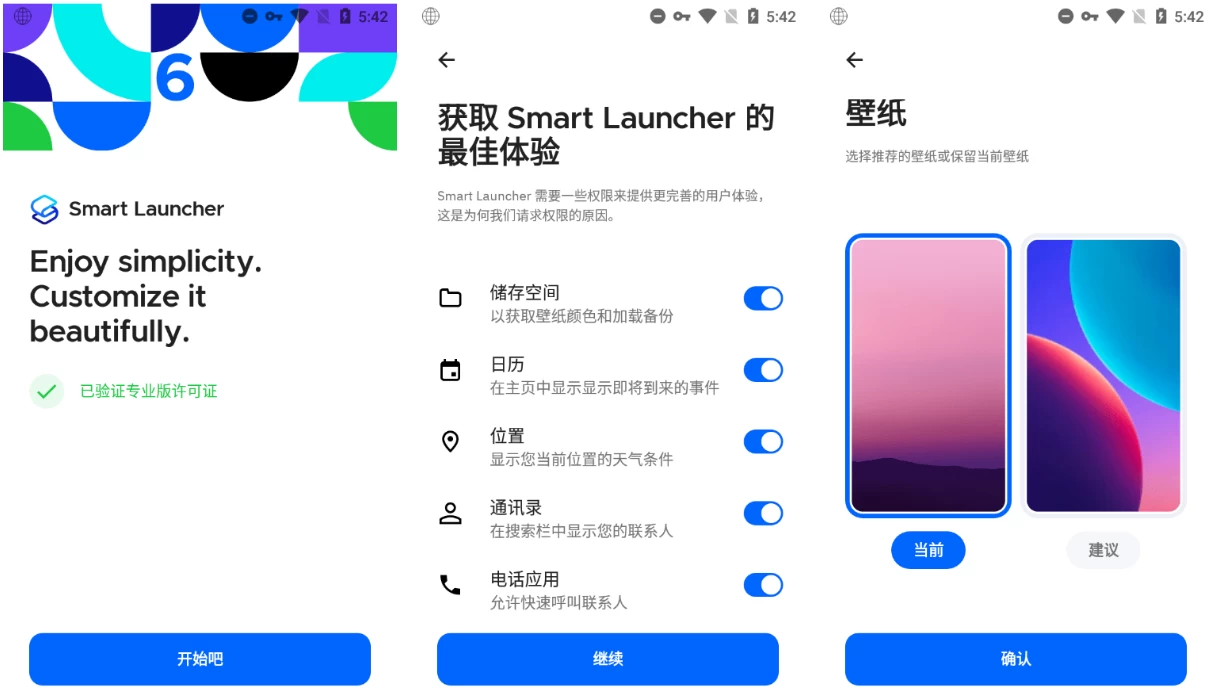 5:42
6
Smart Launcher
Enjoy simplicity.
Customize it
beautifully.
已验证专业版许可证
开始吧
5:42
获取 Smart Launcher 的
最佳体验
Smart Launcher 需要一些权限来提供更完善的用户体验，
这是为何我们请求权限的原因。
储存空间
以获取壁纸颜色和加载备份
日历
在主页中显示显示即将到来的事件
位置
显示您当前位置的天气条件
通讯录
在搜索栏中显示您的联系人
电话应用
允许快速呼叫联系人
继续
5:42
壁纸
选择推荐的壁纸或保留当前壁纸
当前
建议
确认